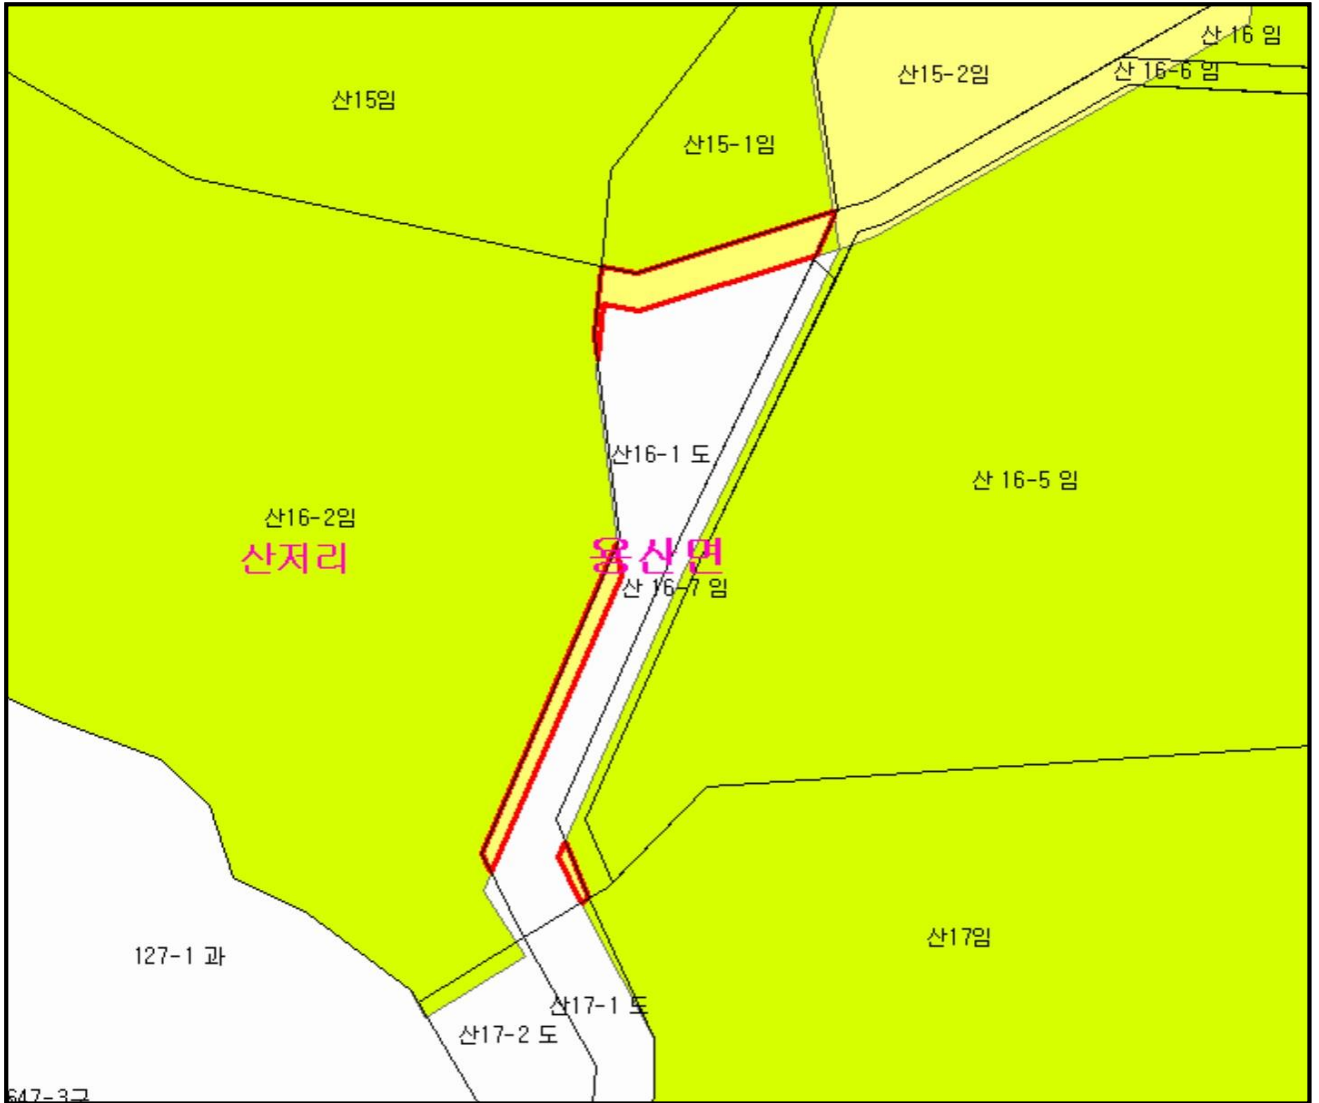 산 16 임
산 16-6 임
산15-2임
산15임
산15-1임
산16-1 도
산 16-5 임
산16-2임
산저리
용산면
산 16-7 임
산17임
127-1 과
산17-1 도
산17-2 도
647-3구